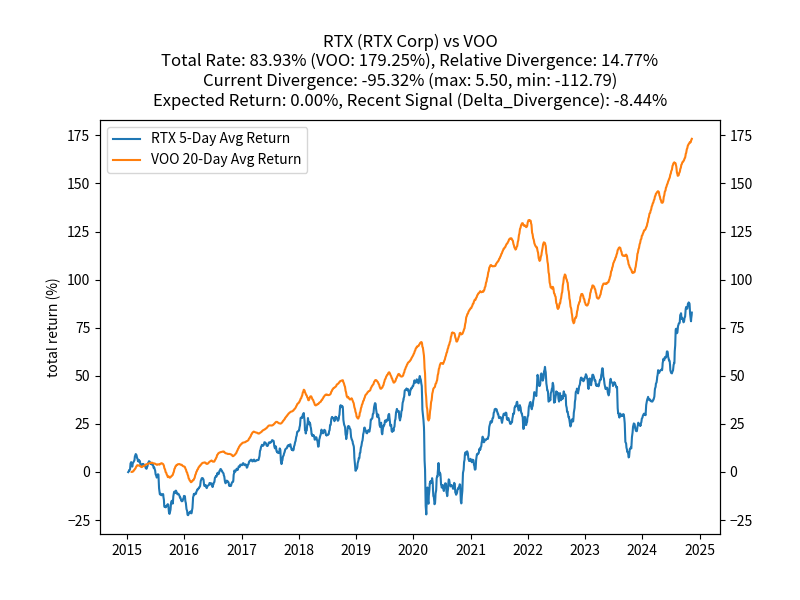 RTX (RTX Corp) vs VOO
Total Rate: 83.93% (VOO: 179.25%), Relative Divergence: 14.77%
Current Divergence: -95.32% (max: 5.50, min: -112.79)
Expected Return: 0.00%, Recent Signal (Delta_Divergence): -8.44%
RTX 5-Day Avg Return
VOO 20-Day Avg Return
total return (%)
175
150
125
100
75
50
25
0
−25
175
150
125
100
75
50
25
0
−25
2015 2016 2017 2018 2019 2020 2021 2022 2023 2024 2025